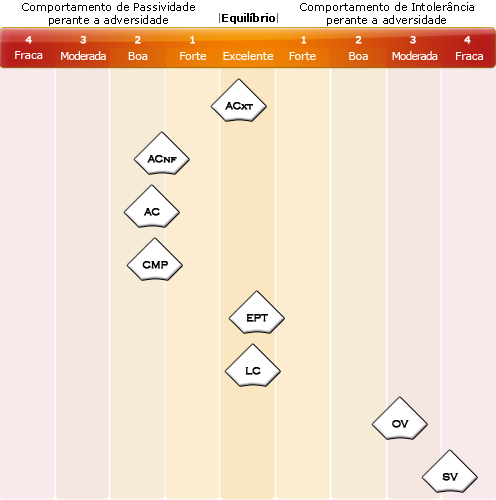 Comportamento de Passividade
perante a adversidade
|Equilíbrio|
Comportamento de Intolerância
perante a adversidade
4 3 2 1 1 2 3 4
Fraca Moderada Boa Forte Excelente Forte Boa Moderada Fraca
ACxt
ACnf
AC
CMP
EPT
LC
OV
SV